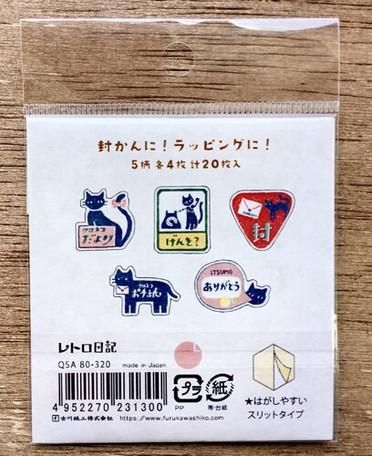 封かんに！ラッピングに！
5柄 各4枚 計20枚入
クロネコ
だより
げんき？
封
クロネコ
おりふみ
ITSUMO
ありがとう
レトロ日記
QSA 80-320 made in Japan
4 952270 231300
プラ
PP
紙
帯・台紙
★はがしやすい
スリットタイプ
古川紙工株式会社 https://www.furukawashiko.com